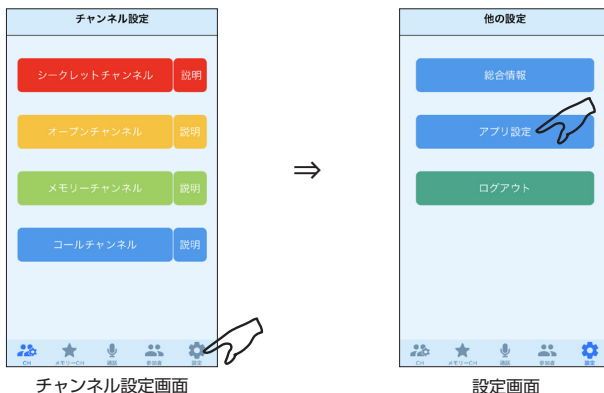 チャンネル設定
シークレットチャンネル 説明
オープンチャンネル 説明
メモリーチャンネル 説明
コールチャンネル 説明
CH メモリーCH 通話 参加者 設定
チャンネル設定画面
⇒
他の設定
総合情報
アプリ設定
ログアウト
CH メモリーCH 通話 参加者 設定
設定画面